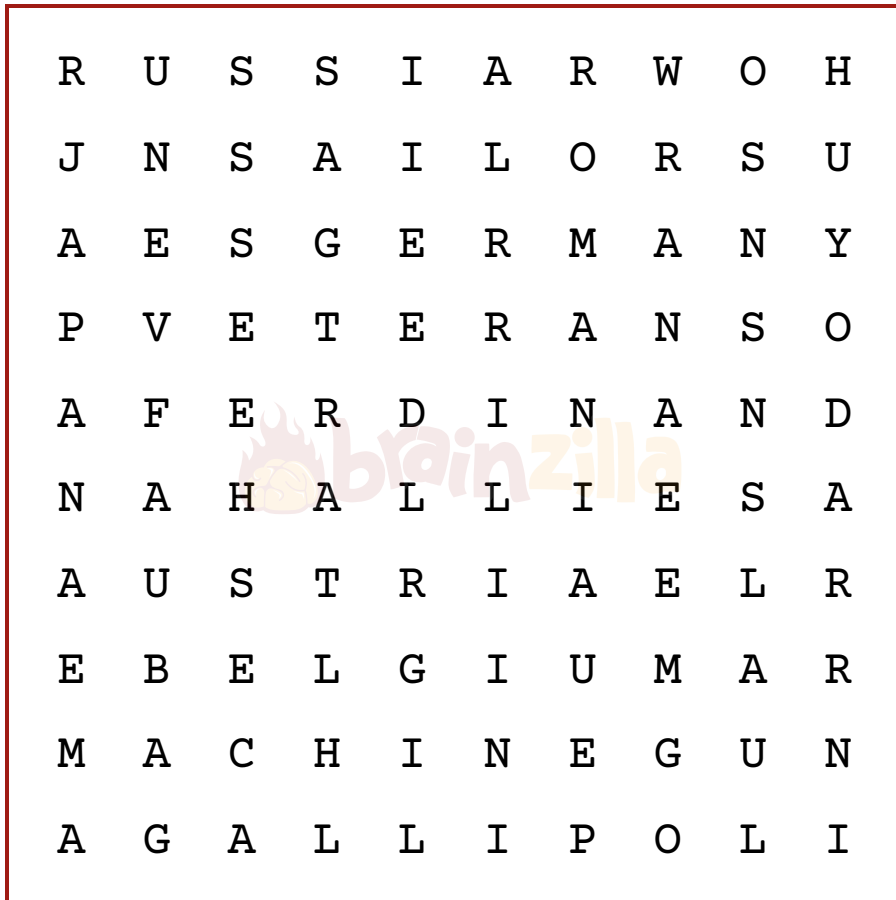 R U S S I A R W O H
J N S A I L O R S U
A E S G E R M A N Y
P V E T E R A N S O
A F E R D I N A N D
N A H A L L I E S A
A U S T R I A E L R
E B E L G I U M A R
M A C H I N E G U N
A G A L L I P O L I
brainzilla